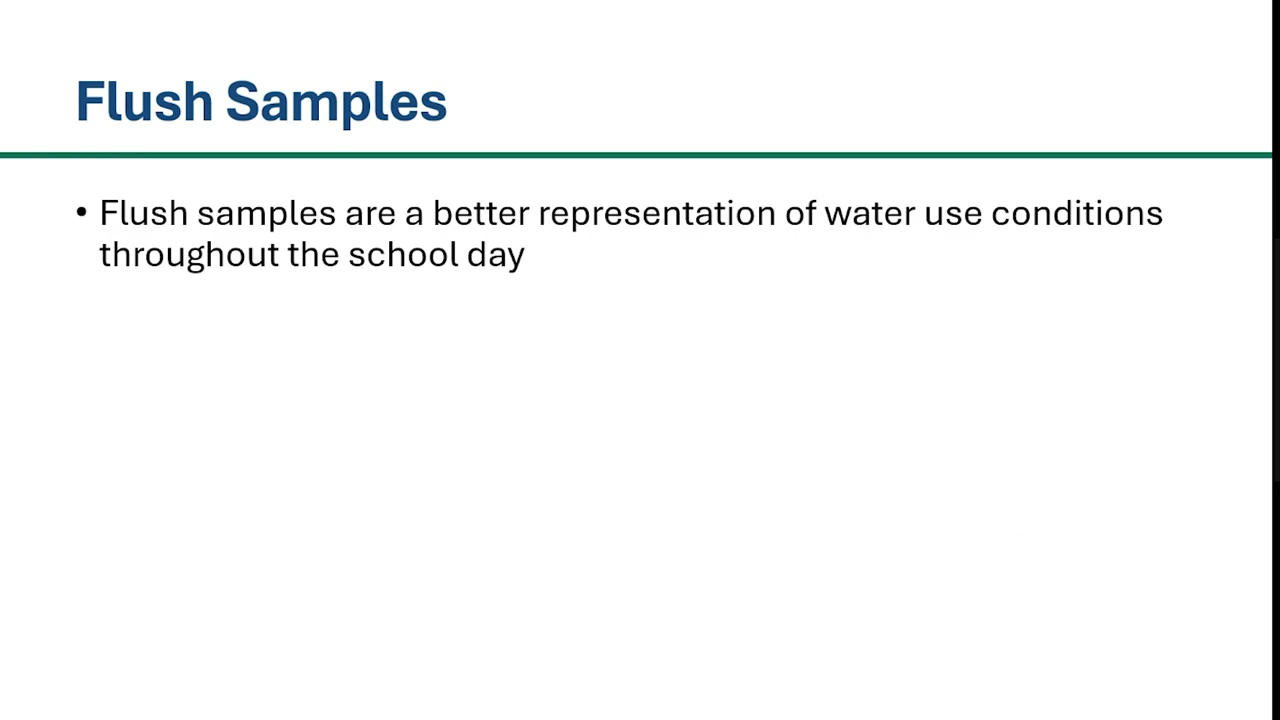 Flush Samples
• Flush samples are a better representation of water use conditions
throughout the school day